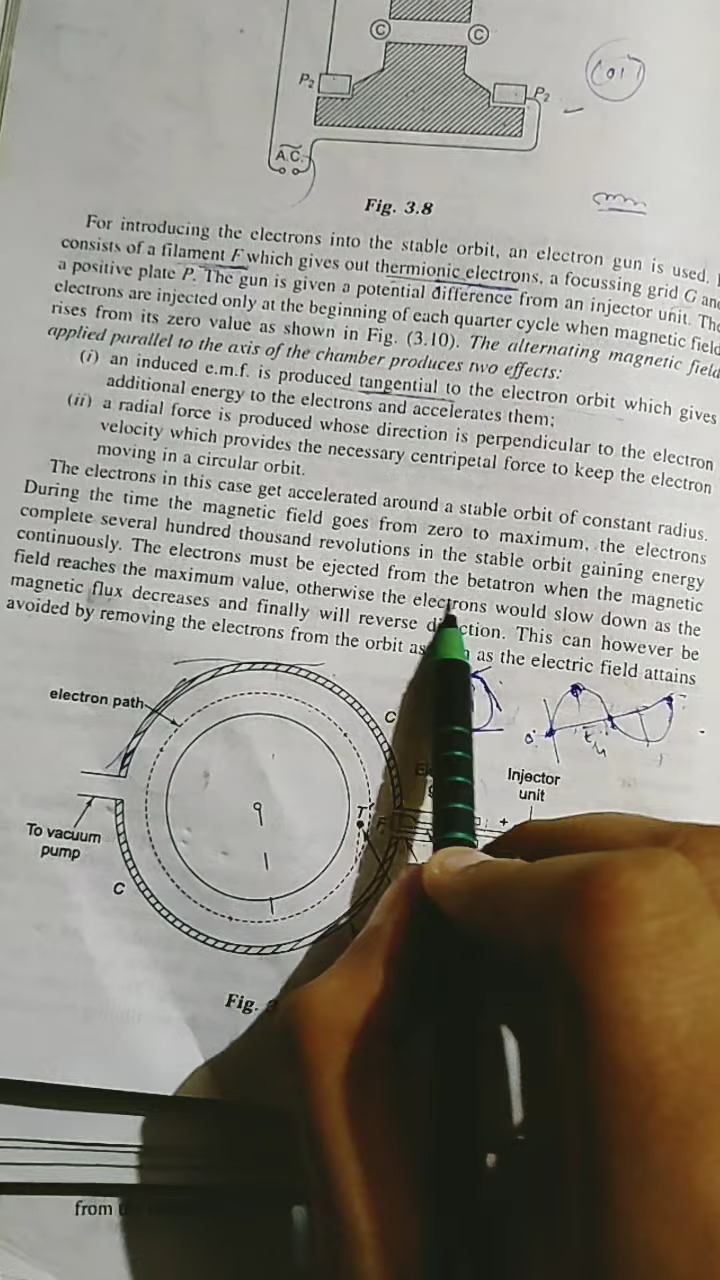 C
C
P₂
P₂
A.C.
Fig. 3.8
For introducing the electrons into the stable orbit, an electron gun is used.
consists of a filament F which gives out thermionic electrons, a focussing grid G and
a positive plate P. The gun is given a potential difference from an injector unit. The
electrons are injected only at the beginning of each quarter cycle when magnetic field
rises from its zero value as shown in Fig. (3.10). The alternating magnetic field
applied parallel to the axis of the chamber produces two effects:
(i) an induced e.m.f. is produced tangential to the electron orbit which gives
additional energy to the electrons and accelerates them;
(ii) a radial force is produced whose direction is perpendicular to the electron
velocity which provides the necessary centripetal force to keep the electron
moving in a circular orbit.
The electrons in this case get accelerated around a stable orbit of constant radius.
During the time the magnetic field goes from zero to maximum, the electrons
complete several hundred thousand revolutions in the stable orbit gaining energy
continuously. The electrons must be ejected from the betatron when the magnetic
field reaches the maximum value, otherwise the electrons would slow down as the
magnetic flux decreases and finally will reverse direction. This can however be
avoided by removing the electrons from the orbit as as the electric field attains
electron path
C
Injector
unit
T
F
+
To vacuum
pump
C
Fig.
from